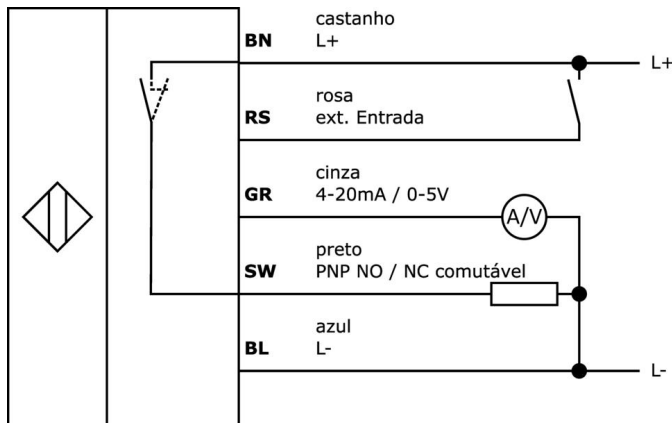 castanho
BN L+
L+
rosa
RS ext. Entrada
cinza
GR 4-20mA / 0-5V
A/V
preto
SW PNP NO / NC comutável
azul
BL L-
L-